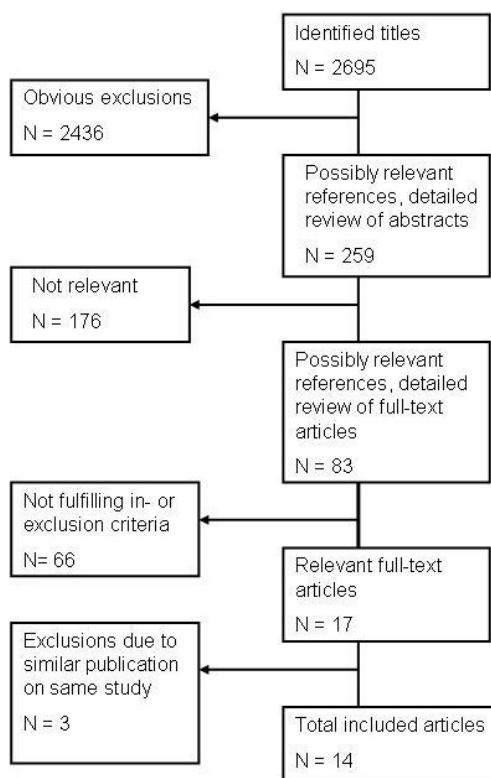 Identified titles
N = 2695
Obvious exclusions
N = 2436
Possibly relevant
references, detailed
review of abstracts
N = 259
Not relevant
N = 176
Possibly relevant
references, detailed
review of full-text
articles
N = 83
Not fulfilling in- or
exclusion criteria
N= 66
Relevant full-text
articles
N = 17
Exclusions due to
similar publication
on same study
N = 3
Total included articles
N = 14